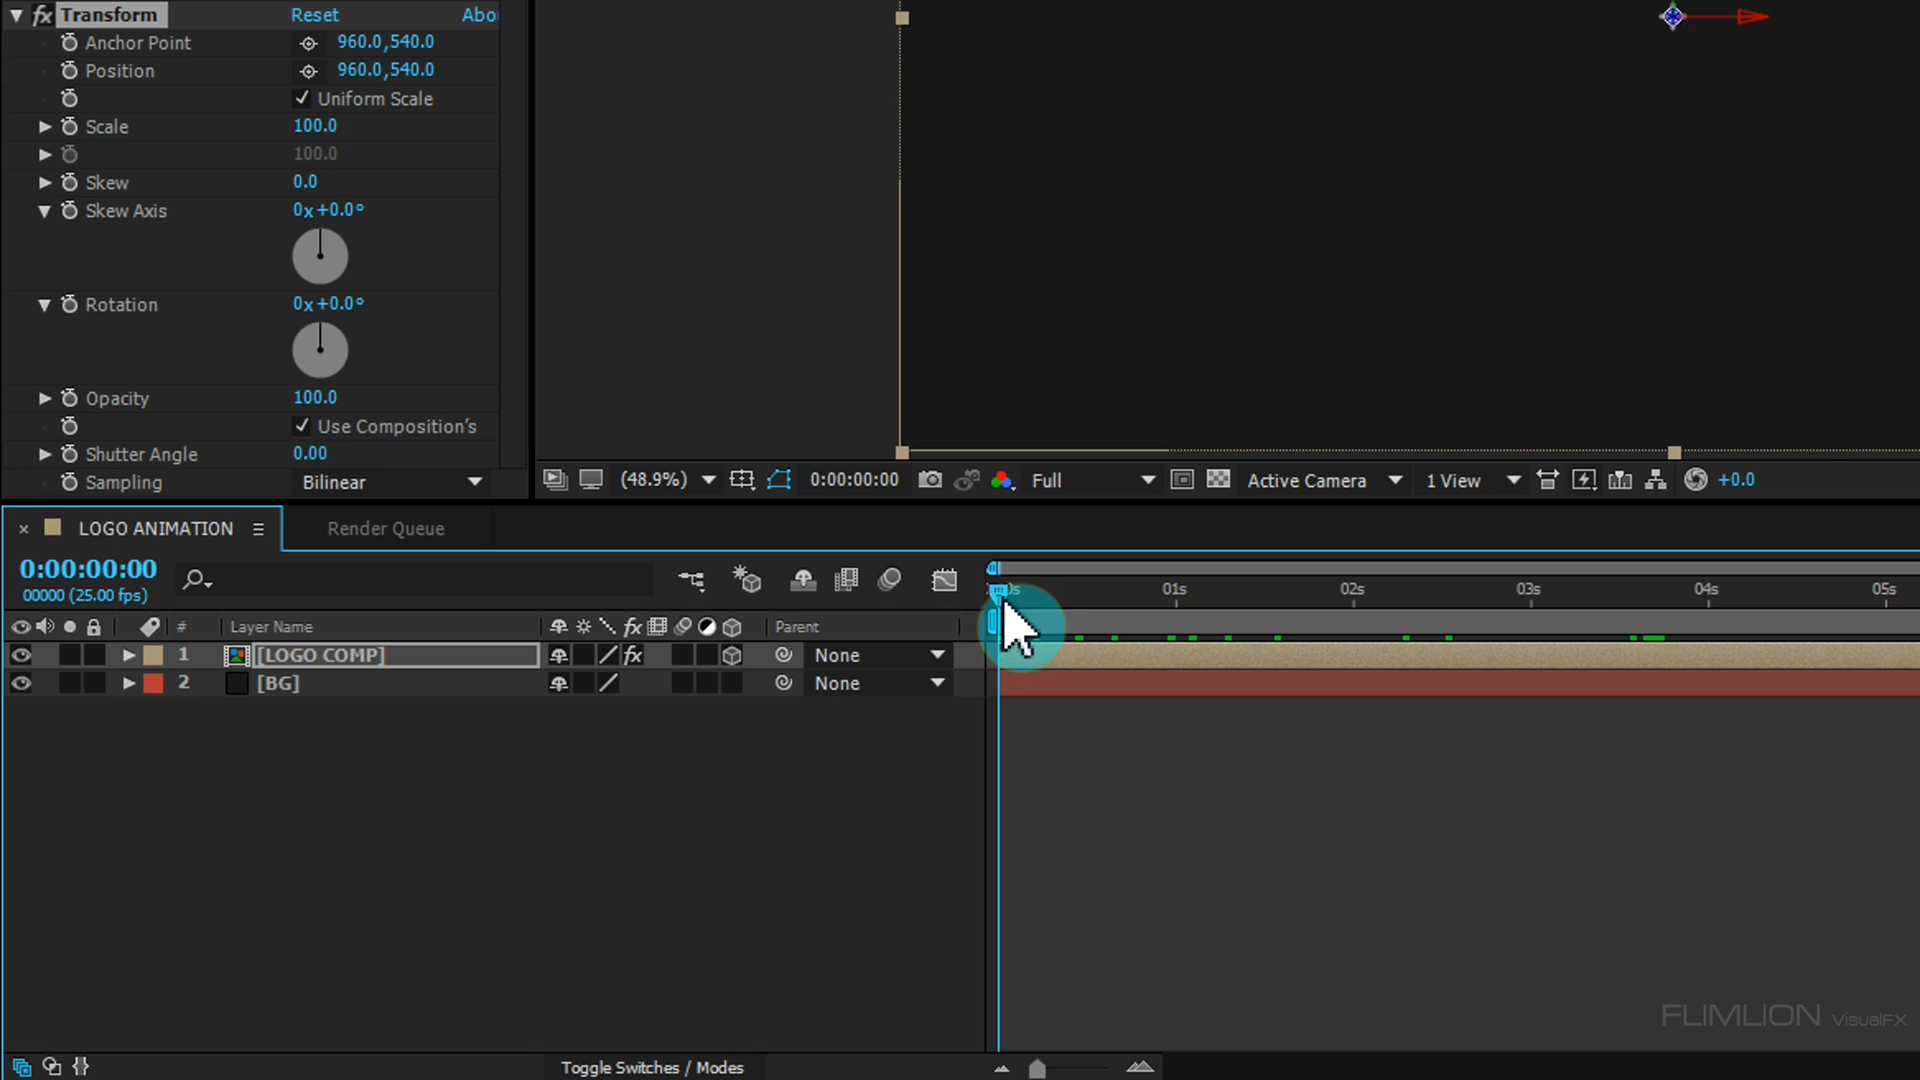 fx Transform Reset Abo
Anchor Point 960.0,540.0
Position 960.0,540.0
Uniform Scale
Scale 100.0
100.0
Skew 0.0
Skew Axis 0x+0.0°
Rotation 0x+0.0°
Opacity 100.0
Use Composition's
Shutter Angle 0.00
Sampling Bilinear
(48.9%) 0:00:00:00 Full Active Camera 1 View +0.0
LOGO ANIMATION Render Queue
0:00:00:00
00000 (25.00 fps)
0s 01s 02s 03s 04s 05s
# Layer Name fx Parent
1 [LOGO COMP] fx None
2 [BG] None
FLIMLION VisualFX
Toggle Switches / Modes